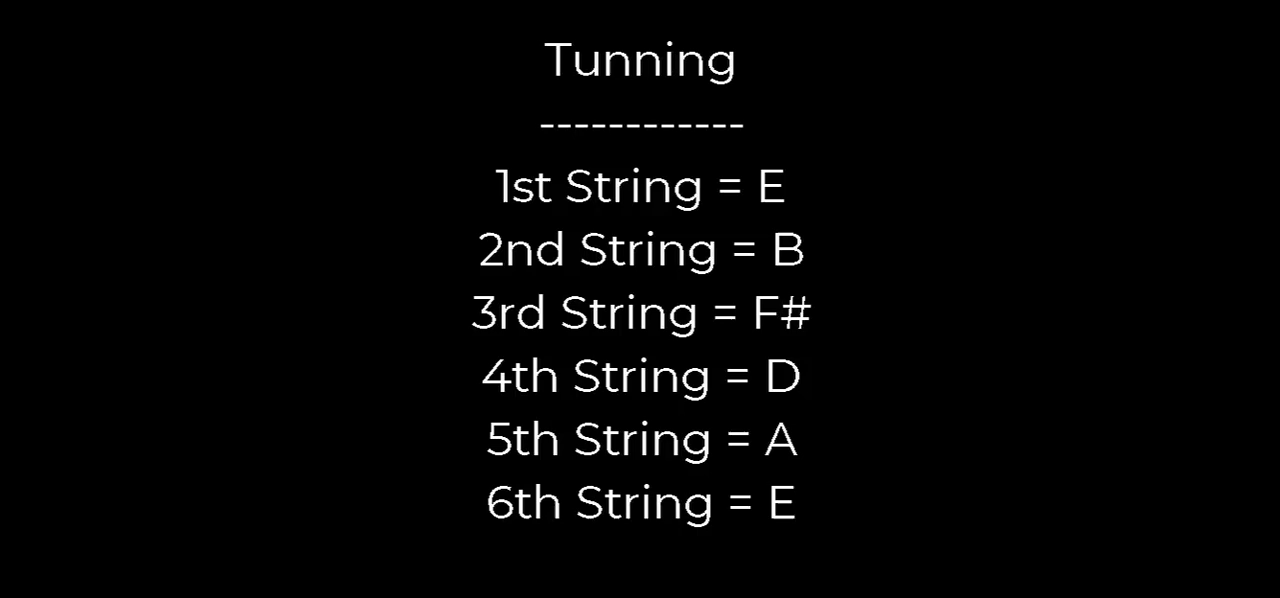 Tunning
------------
1st String = E
2nd String = B
3rd String = F#
4th String = D
5th String = A
6th String = E